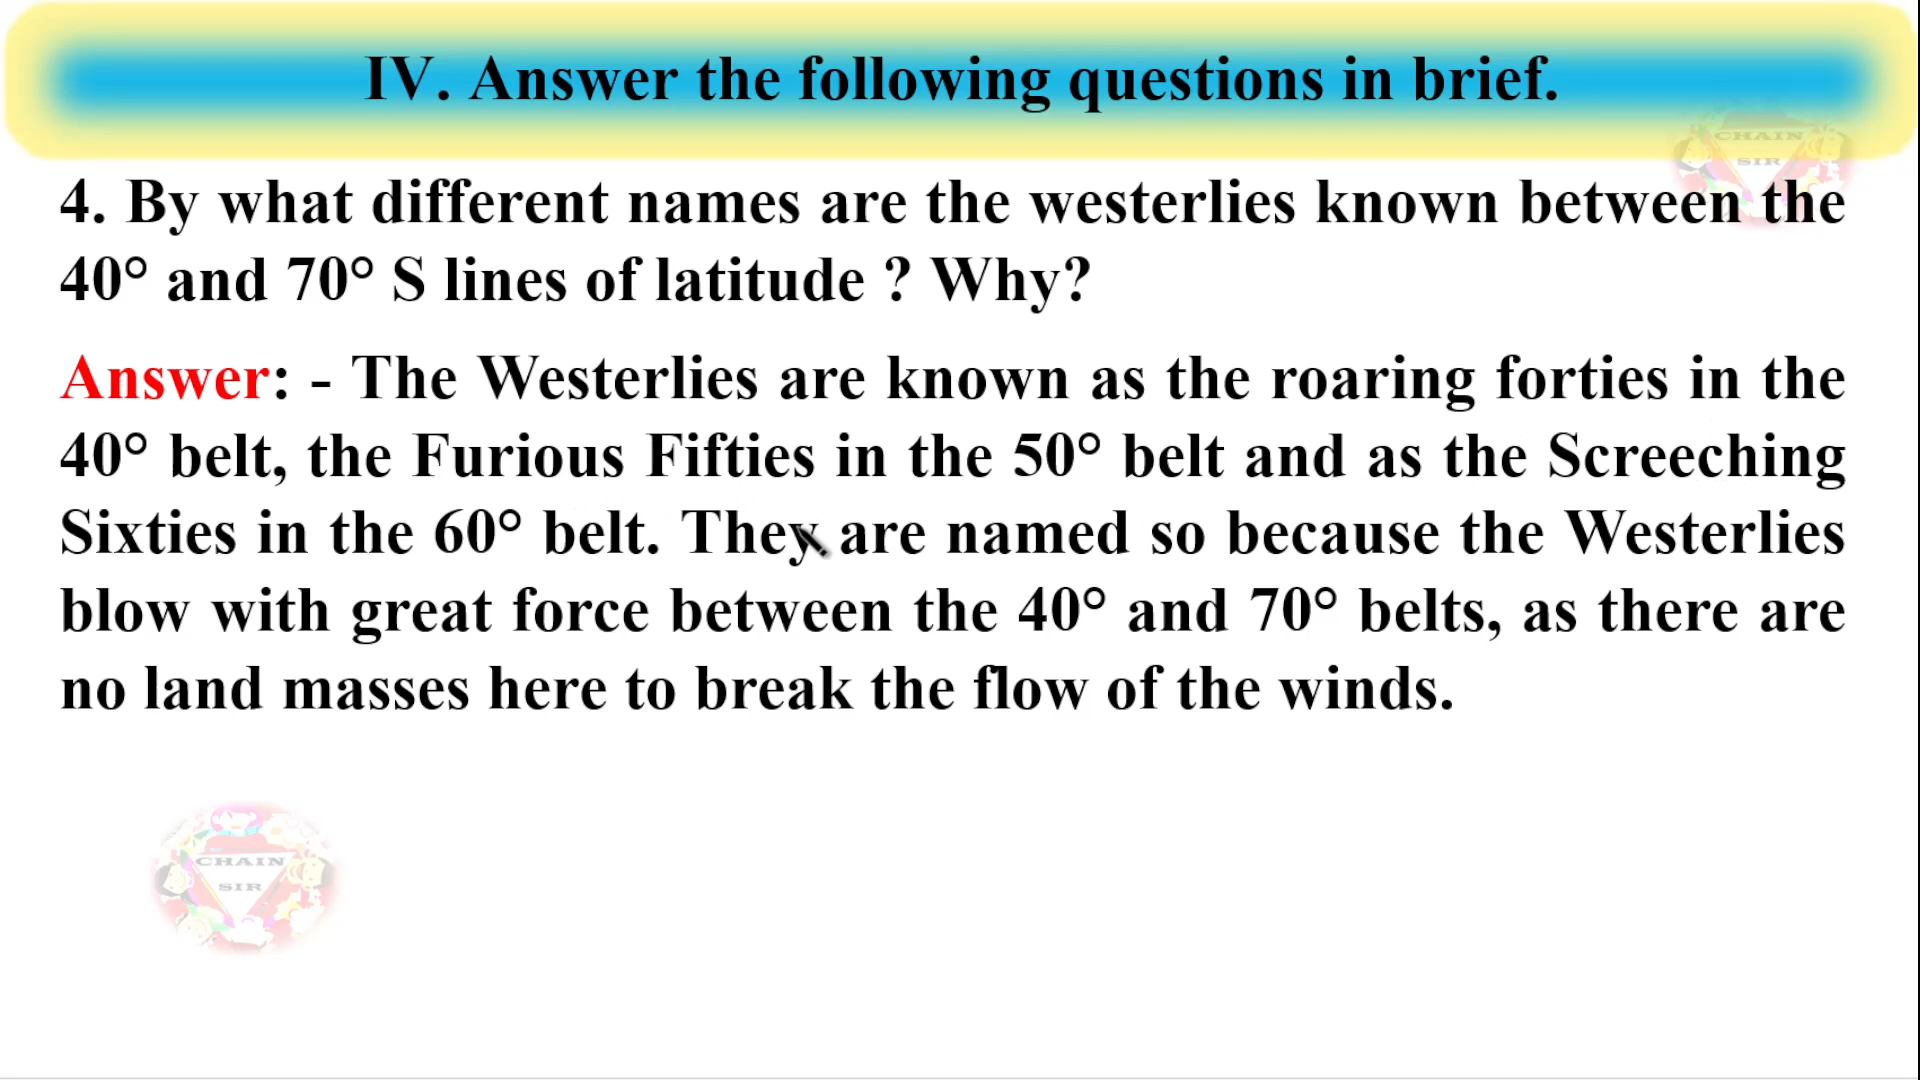 IV. Answer the following questions in brief.
CHAIN
SIR
4. By what different names are the westerlies known between the
40° and 70° S lines of latitude ? Why?
Answer: - The Westerlies are known as the roaring forties in the
40° belt, the Furious Fifties in the 50° belt and as the Screeching
Sixties in the 60° belt. They are named so because the Westerlies
blow with great force between the 40° and 70° belts, as there are
no land masses here to break the flow of the winds.
CHAIN
SIR